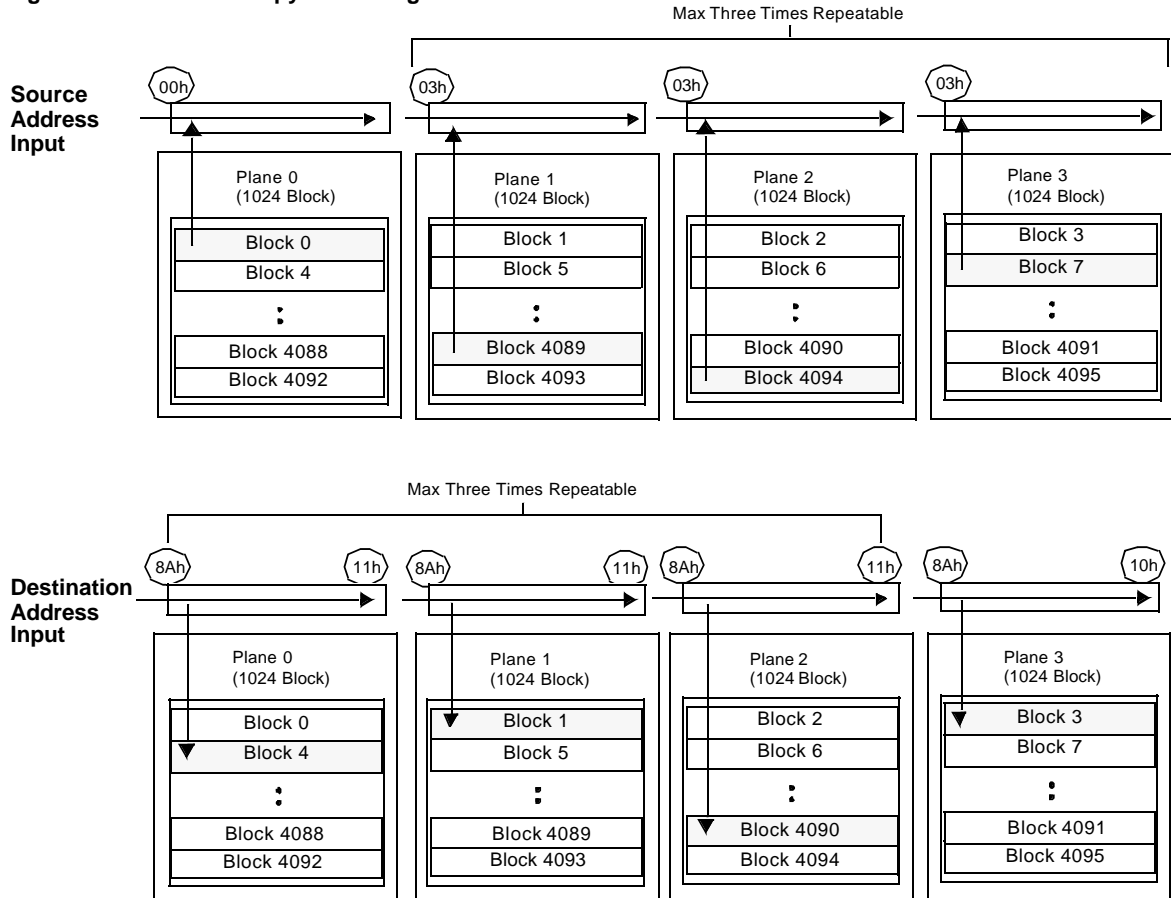 Max Three Times Repeatable
Source
Address
Input
00h
03h
03h
03h
Plane 0
(1024 Block)
Block 0
Block 4
Block 4088
Block 4092
Plane 1
(1024 Block)
Block 1
Block 5
Block 4089
Block 4093
Plane 2
(1024 Block)
Block 2
Block 6
Block 4090
Block 4094
Plane 3
(1024 Block)
Block 3
Block 7
Block 4091
Block 4095
Max Three Times Repeatable
Destination
Address
Input
8Ah
11h
8Ah
11h
8Ah
11h
8Ah
10h
Plane 0
(1024 Block)
Block 0
Block 4
Block 4088
Block 4092
Plane 1
(1024 Block)
Block 1
Block 5
Block 4089
Block 4093
Plane 2
(1024 Block)
Block 2
Block 6
Block 4090
Block 4094
Plane 3
(1024 Block)
Block 3
Block 7
Block 4091
Block 4095